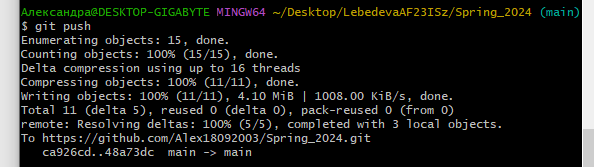 Александра@DESKTOP-GIGABYTE MINGW64 ~/Desktop/LebedevaAF23ISz/Spring_2024 (main)
$ git push
Enumerating objects: 15, done.
Counting objects: 100% (15/15), done.
Delta compression using up to 16 threads
Compressing objects: 100% (11/11), done.
Writing objects: 100% (11/11), 4.10 MiB | 1008.00 KiB/s, done.
Total 11 (delta 5), reused 0 (delta 0), pack-reused 0 (from 0)
remote: Resolving deltas: 100% (5/5), completed with 3 local objects.
To https://github.com/Alex18092003/Spring_2024.git
   ca926cd..48a73dc  main -> main